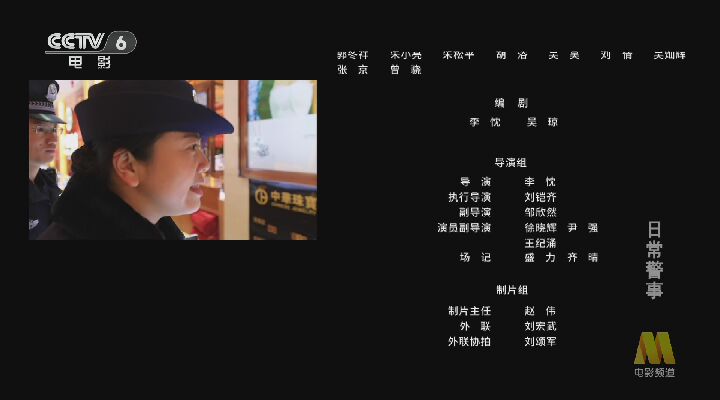 CCTV 6
电影
张 京 曾 骁
编 剧
李 忱 吴 琼
导演组
导 演 李 忱
执行导演 刘铠齐
副导演 邹欣然
演员副导演 徐晓辉 尹 强
王纪涌
场 记 盛 力 齐 晴
制片组
制片主任 赵 伟
外 联 刘宏武
外联协拍 刘颂军
日常警事
电影频道
中華珠寶